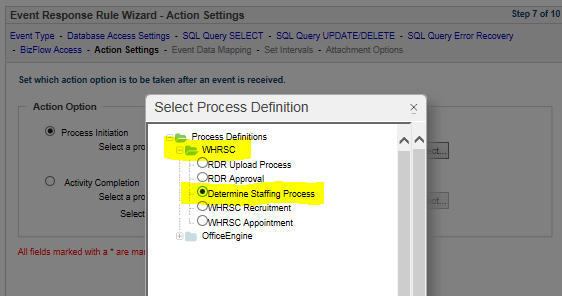 Event Response Rule Wizard - Action Settings
Step 7 of 10
Event Type - Database Access Settings - SQL Query SELECT - SQL Query UPDATE/DELETE - SQL Query Error Recovery
- BizFlow Access - Action Settings - Event Data Mapping - Set Intervals - Attachment Options
Set which action option is to be taken after an event is received.
Action Option
Process Initiation
Select a pro
Activity Completion
Select a pro
Select
All fields marked with a * are ma
Select Process Definition
Process Definitions
WHRSC
RDR Upload Process
RDR Approval
Determine Staffing Process
WHRSC Recruitment
WHRSC Appointment
OfficeEngine